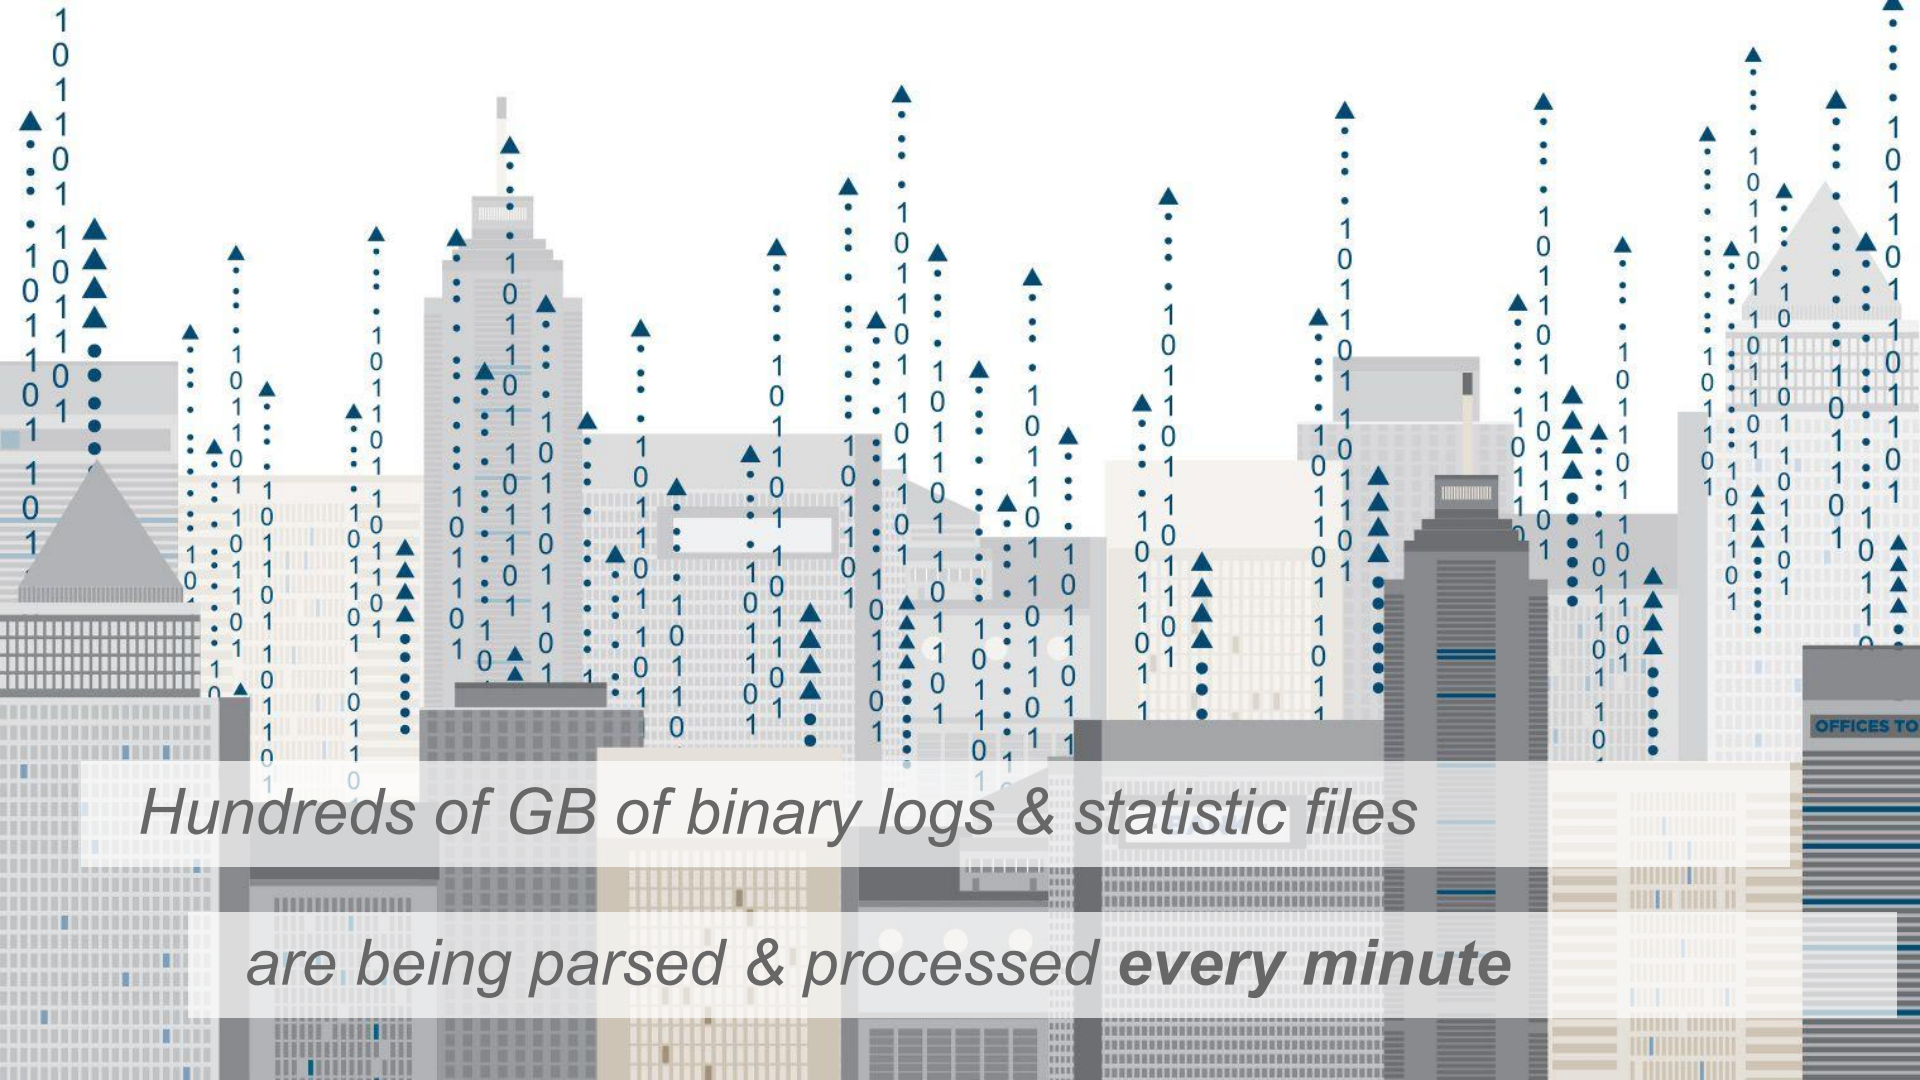 OFFICES TO
Hundreds of GB of binary logs & statistic files
are being parsed & processed every minute